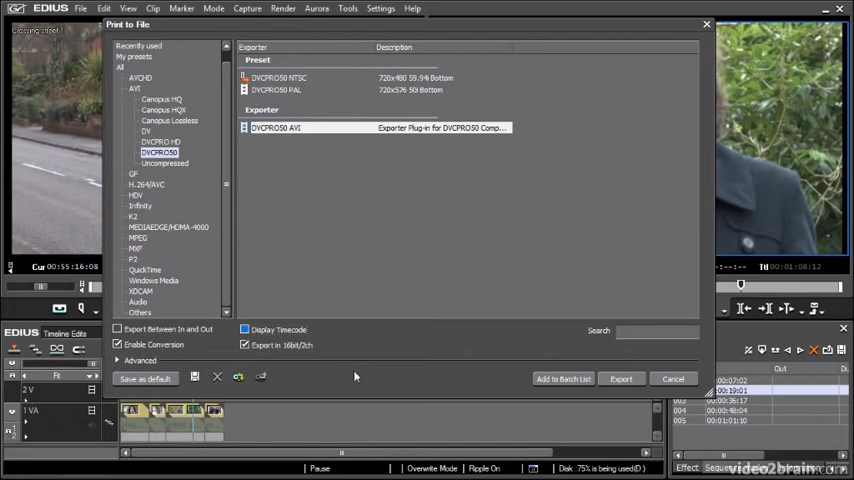 EDIUS File Edit View Clip Marker Mode Capture Render Aurora Tools Settings Help
Print to File
Crossing street 1
Recently used
My presets
All
AVCHD
AVI
Canopus HQ
Canopus HQX
Canopus Lossless
DV
DVCPRO HD
DVCPRO50
Uncompressed
GF
H.264/AVC
HDV
Infinity
K2
MEDIAEDGE/HDMA-4000
MPEG
MXF
P2
QuickTime
Windows Media
XDCAM
Audio
Others
Exporter Description
Preset
DVCPRO50 NTSC 720x480 59.94i Bottom
DVCPRO50 PAL 720x576 50i Bottom
Exporter
DVCPRO50 AVI Exporter Plug-in for DVCPRO50 Comp...
Cur 00:55:16:08
--:--:-- Ttl 00:01:08:12
Export Between In and Out Display Timecode Search
Enable Conversion Export in 16bit/2ch
Advanced
Save as default Add to Batch List Export Cancel
EDIUS Timeline Edits
Fit
2 V
1 VA
Out
00:00:07:02
00:00:19:01
003 00:00:36:17
004 00:00:48:04
005 00:01:01:10
Pause Overwrite Mode Ripple On Disk :75% is being used(D:)
Effect
video2brain.com